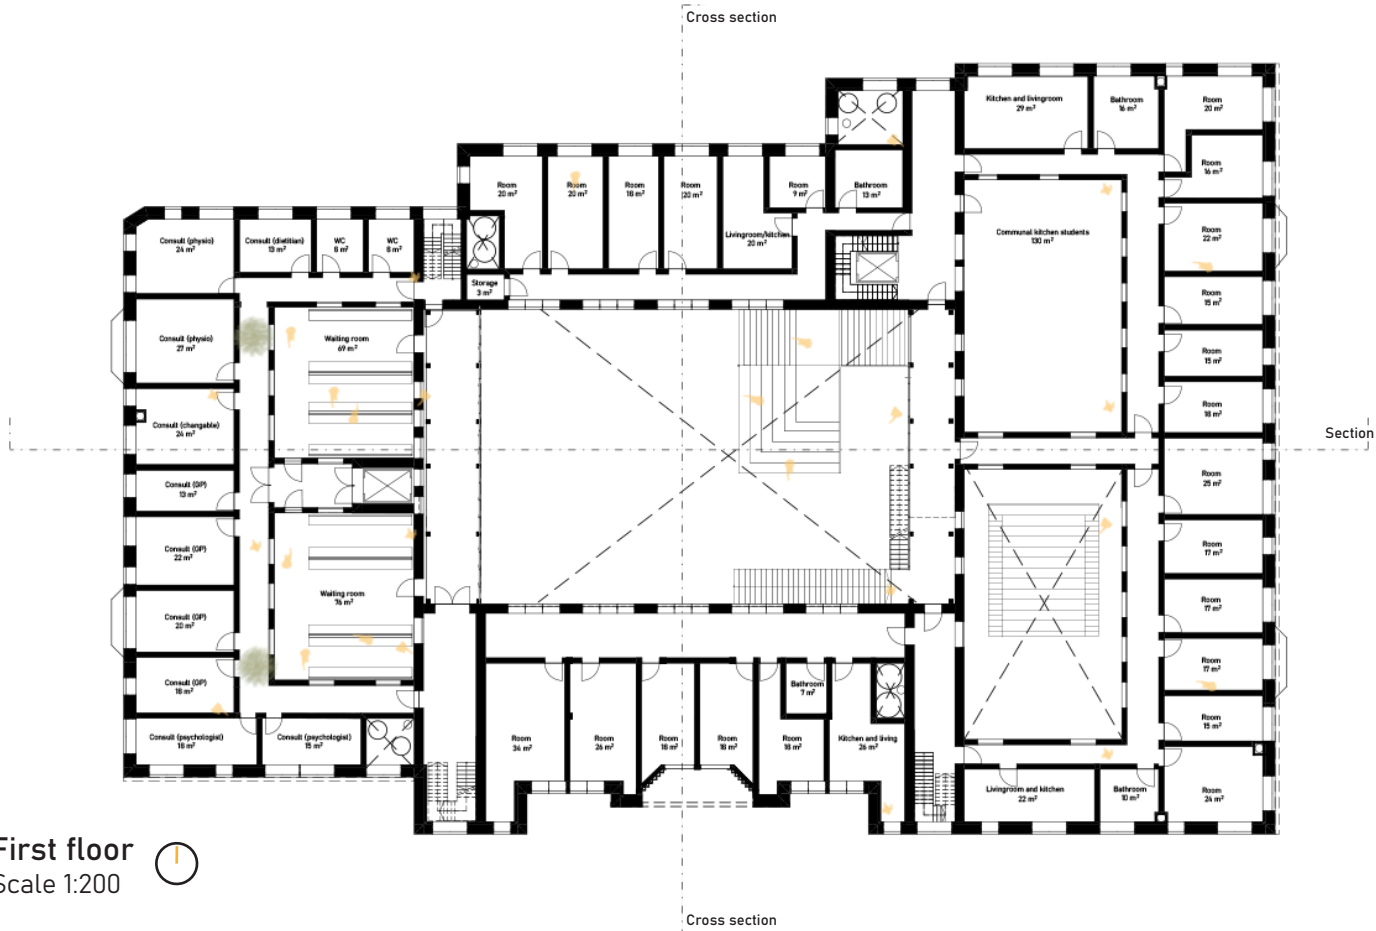 Cross section
Kitchen and livingroom
29 m²
Bathroom
16 m²
Room
20 m²
Room
16 m²
Room
20 m²
Room
20 m²
Room
18 m²
Room
20 m²
Room
9 m²
Bathroom
13 m²
Livingroom/kitchen
20 m²
Communal kitchen students
130 m²
Room
22 m²
Consult (physio)
24 m²
Consult (dietitian)
13 m²
WC
8 m²
WC
8 m²
Storage
3 m²
Room
15 m²
Consult (physio)
27 m²
Waiting room
69 m²
Room
15 m²
Room
18 m²
Consult (changable)
24 m²
Section
Room
25 m²
Consult (GP)
13 m²
Consult (GP)
22 m²
Room
17 m²
Consult (GP)
20 m²
Waiting room
76 m²
Room
17 m²
Room
17 m²
Consult (GP)
18 m²
Bathroom
7 m²
Room
15 m²
Consult (psychologist)
18 m²
Consult (psychologist)
15 m²
Room
34 m²
Room
26 m²
Room
18 m²
Room
18 m²
Room
18 m²
Kitchen and living
26 m²
Livingroom and kitchen
22 m²
Bathroom
10 m²
Room
24 m²
First floor
Scale 1:200
Cross section